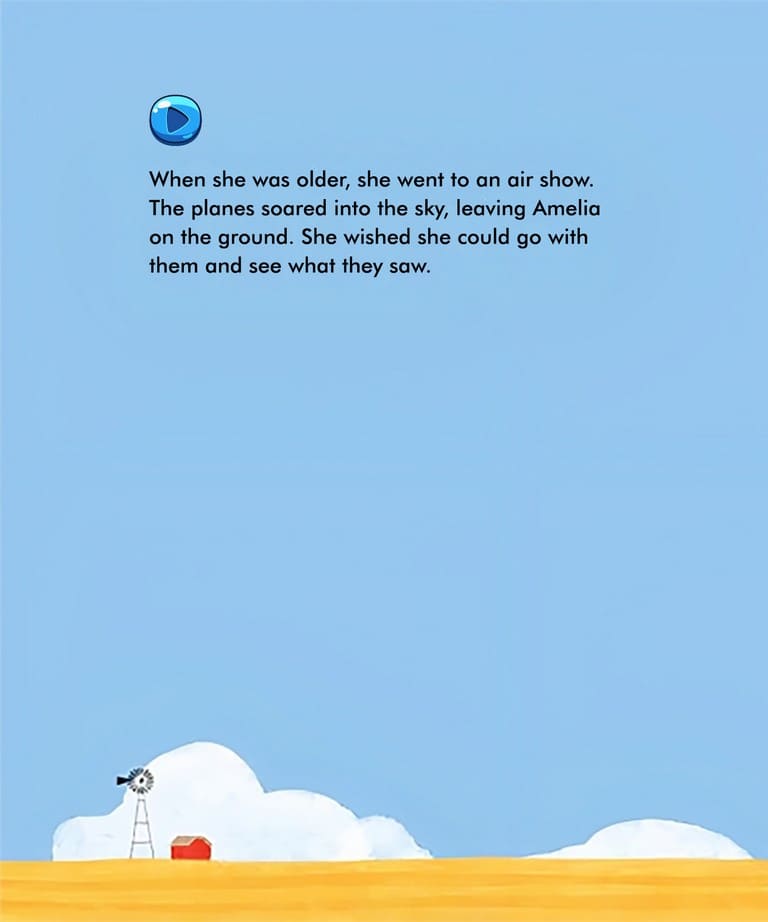 When she was older, she went to an air show.
The planes soared into the sky, leaving Amelia
on the ground. She wished she could go with
them and see what they saw.